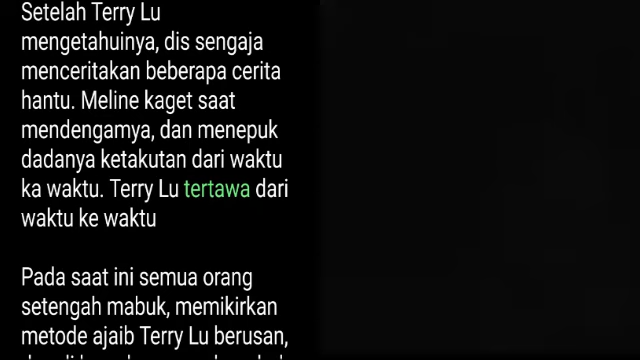 Setelah Terry Lu
mengetahuinya, dis sengaja
menceritakan beberapa cerita
hantu. Meline kaget saat
mendengamya, dan menepuk
dadanya ketakutan dari waktu
ka waktu. Terry Lu tertawa dari
waktu ke waktu
Pada saat ini semua orang
setengah mabuk, memikirkan
metode ajaib Terry Lu berusan,